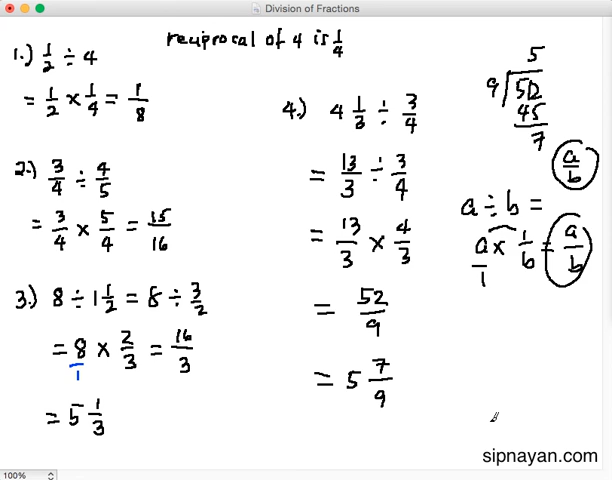 Division of Fractions
reciprocal of 4 is 1/4
1.) 1/2 ÷ 4
= 1/2 × 1/4 = 1/8
2.) 3/4 ÷ 4/5
= 3/4 × 5/4 = 15/16
3.) 8 ÷ 1 1/2 = 8 ÷ 3/2
= 8/1 × 2/3 = 16/3
= 5 1/3
4.) 4 1/3 ÷ 3/4
= 13/3 ÷ 3/4
= 13/3 × 4/3
= 52/9
= 5 7/9
5
9 52
45
7
a/b
a ÷ b =
a/1 × 1/b = a/b
sipnayan.com
100%